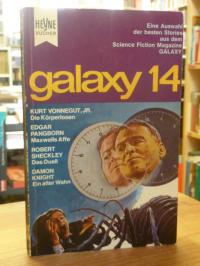 HEYNE
BÜCHER
Eine Auswahl
der besten Stories
aus dem
Science Fiction Magazine
GALAXY
galaxy 14
KURT VONNEGUT, JR.
Die Körperlosen
EDGAR
PANGBORN
Maxwells Affe
ROBERT
SHECKLEY
Das Duell
DAMON
KNIGHT
Ein alter Wahn